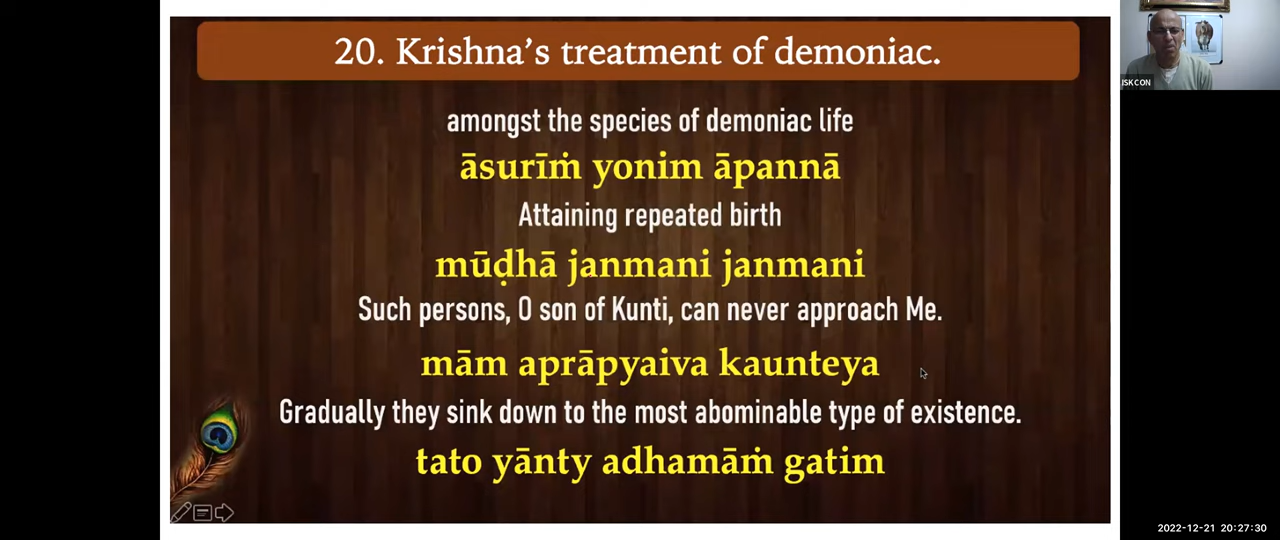 20. Krishna's treatment of demoniac.
amongst the species of demoniac life
āsurīṁ yonim āpannā
Attaining repeated birth
mūḍhā janmani janmani
Such persons, O son of Kunti, can never approach Me.
mām aprāpyaiva kaunteya
Gradually they sink down to the most abominable type of existence.
tato yānty adhamāṁ gatim
ISKCON
2022-12-21 20:27:30